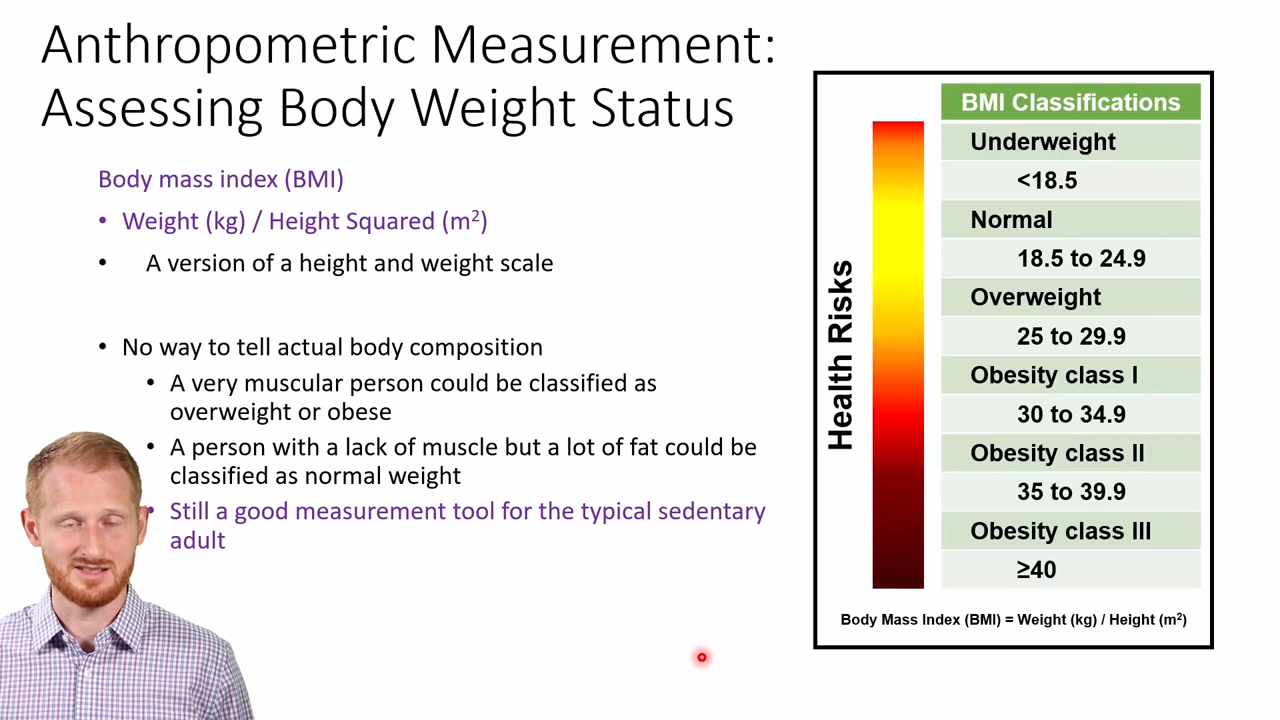 Anthropometric Measurement:
Assessing Body Weight Status
Body mass index (BMI)
• Weight (kg) / Height Squared (m²)
• A version of a height and weight scale
• No way to tell actual body composition
• A very muscular person could be classified as
overweight or obese
• A person with a lack of muscle but a lot of fat could be
classified as normal weight
• Still a good measurement tool for the typical sedentary
adult
Health Risks
BMI Classifications
Underweight
<18.5
Normal
18.5 to 24.9
Overweight
25 to 29.9
Obesity class I
30 to 34.9
Obesity class II
35 to 39.9
Obesity class III
≥40
Body Mass Index (BMI) = Weight (kg) / Height (m²)